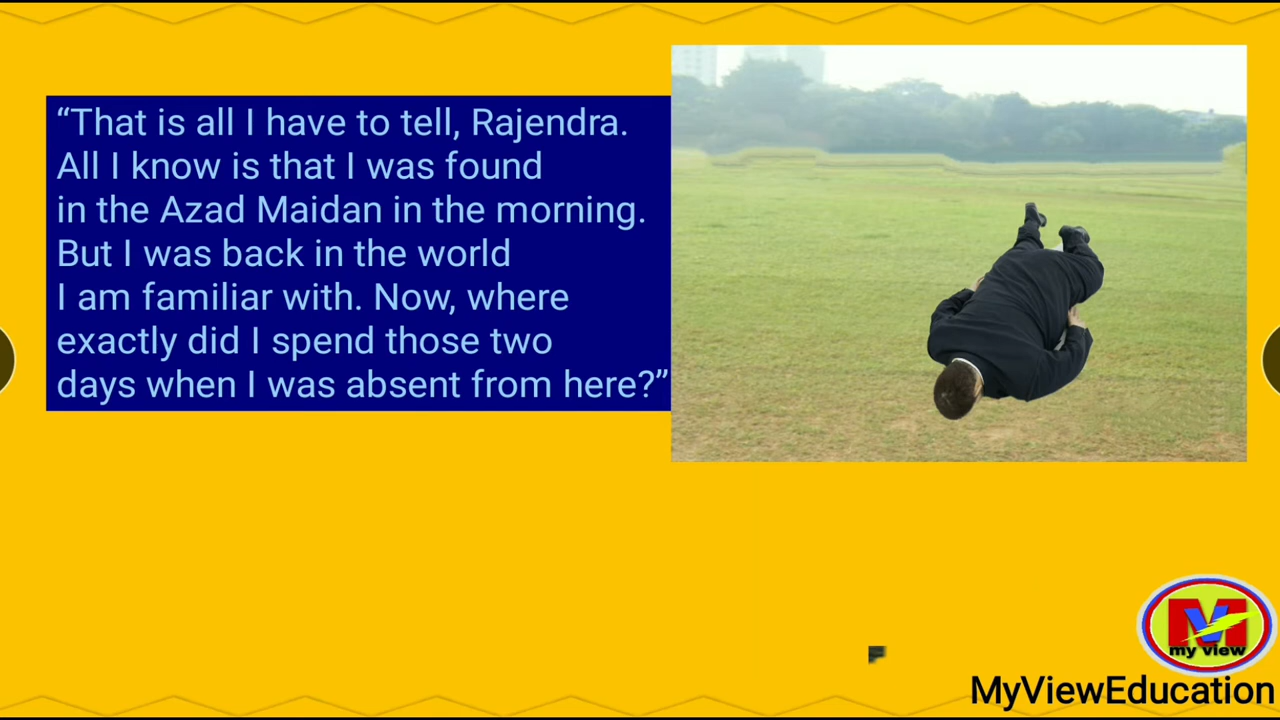 “That is all I have to tell, Rajendra.
All I know is that I was found
in the Azad Maidan in the morning.
But I was back in the world
I am familiar with. Now, where
exactly did I spend those two
days when I was absent from here?”
M
my view
MyViewEducation